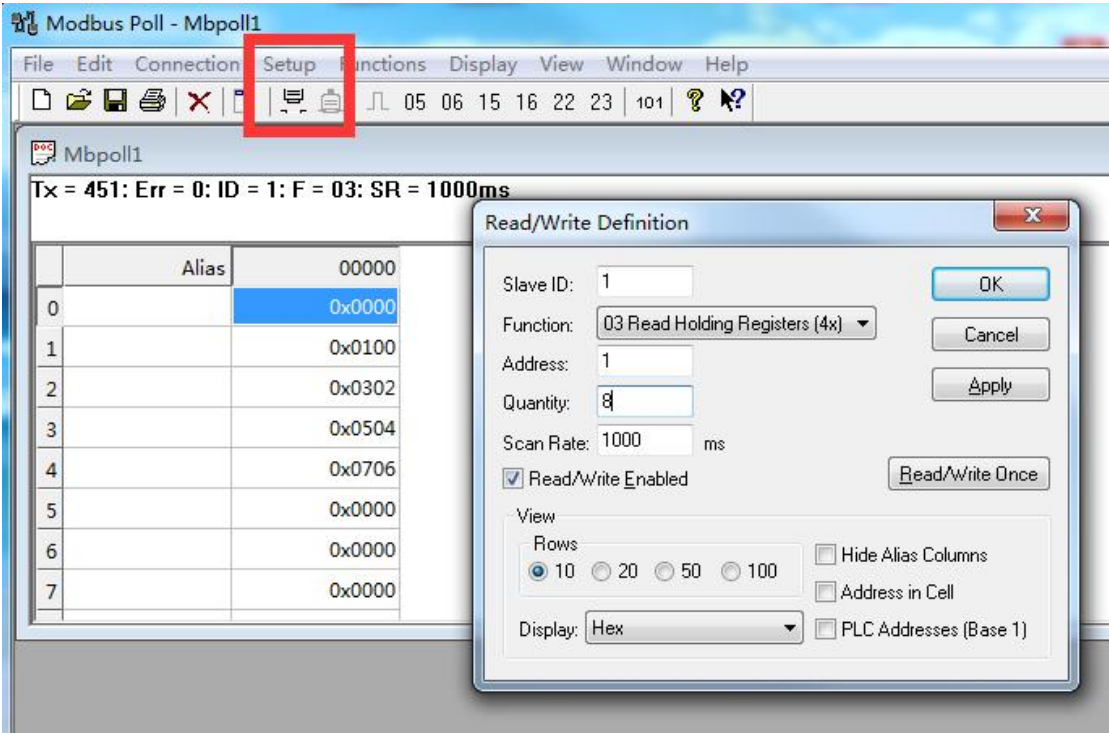 Modbus Poll - Mbpoll1
File Edit Connection Setup Functions Display View Window Help
05 06 15 16 22 23 101
Mbpoll1
Tx = 451: Err = 0: ID = 1: F = 03: SR = 1000ms
Alias 00000
0 0x0000
1 0x0100
2 0x0302
3 0x0504
4 0x0706
5 0x0000
6 0x0000
7 0x0000
Read/Write Definition
Slave ID: 1
OK
Function: 03 Read Holding Registers (4x)
Cancel
Address: 1
Quantity: 8
Apply
Scan Rate: 1000 ms
Read/Write Enabled
Read/Write Once
View
Rows
10 20 50 100
Hide Alias Columns
Address in Cell
Display: Hex
PLC Addresses (Base 1)